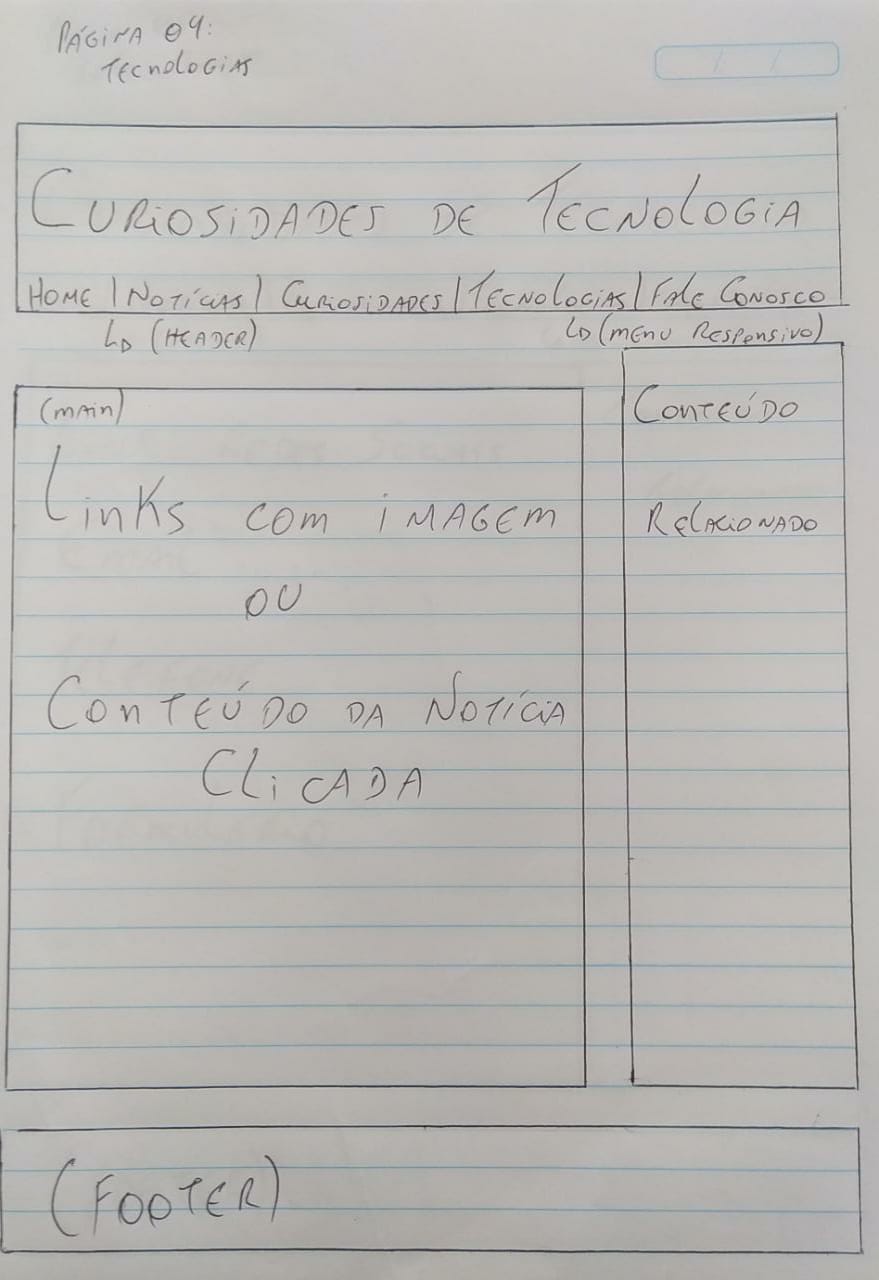 PÁGINA 04:
TECNOLOGIAS
CURIOSIDADES DE TECNOLOGIA
HOME | NOTÍCIAS | CURIOSIDADES | TECNOLOGIAS | FALE CONOSCO
(HEADER)
(MENU RESPONSIVO)
(MAIN)
LINKS COM IMAGEM
OU
CONTEÚDO DA NOTÍCIA
CLICADA
CONTEÚDO
RELACIONADO
(FOOTER)